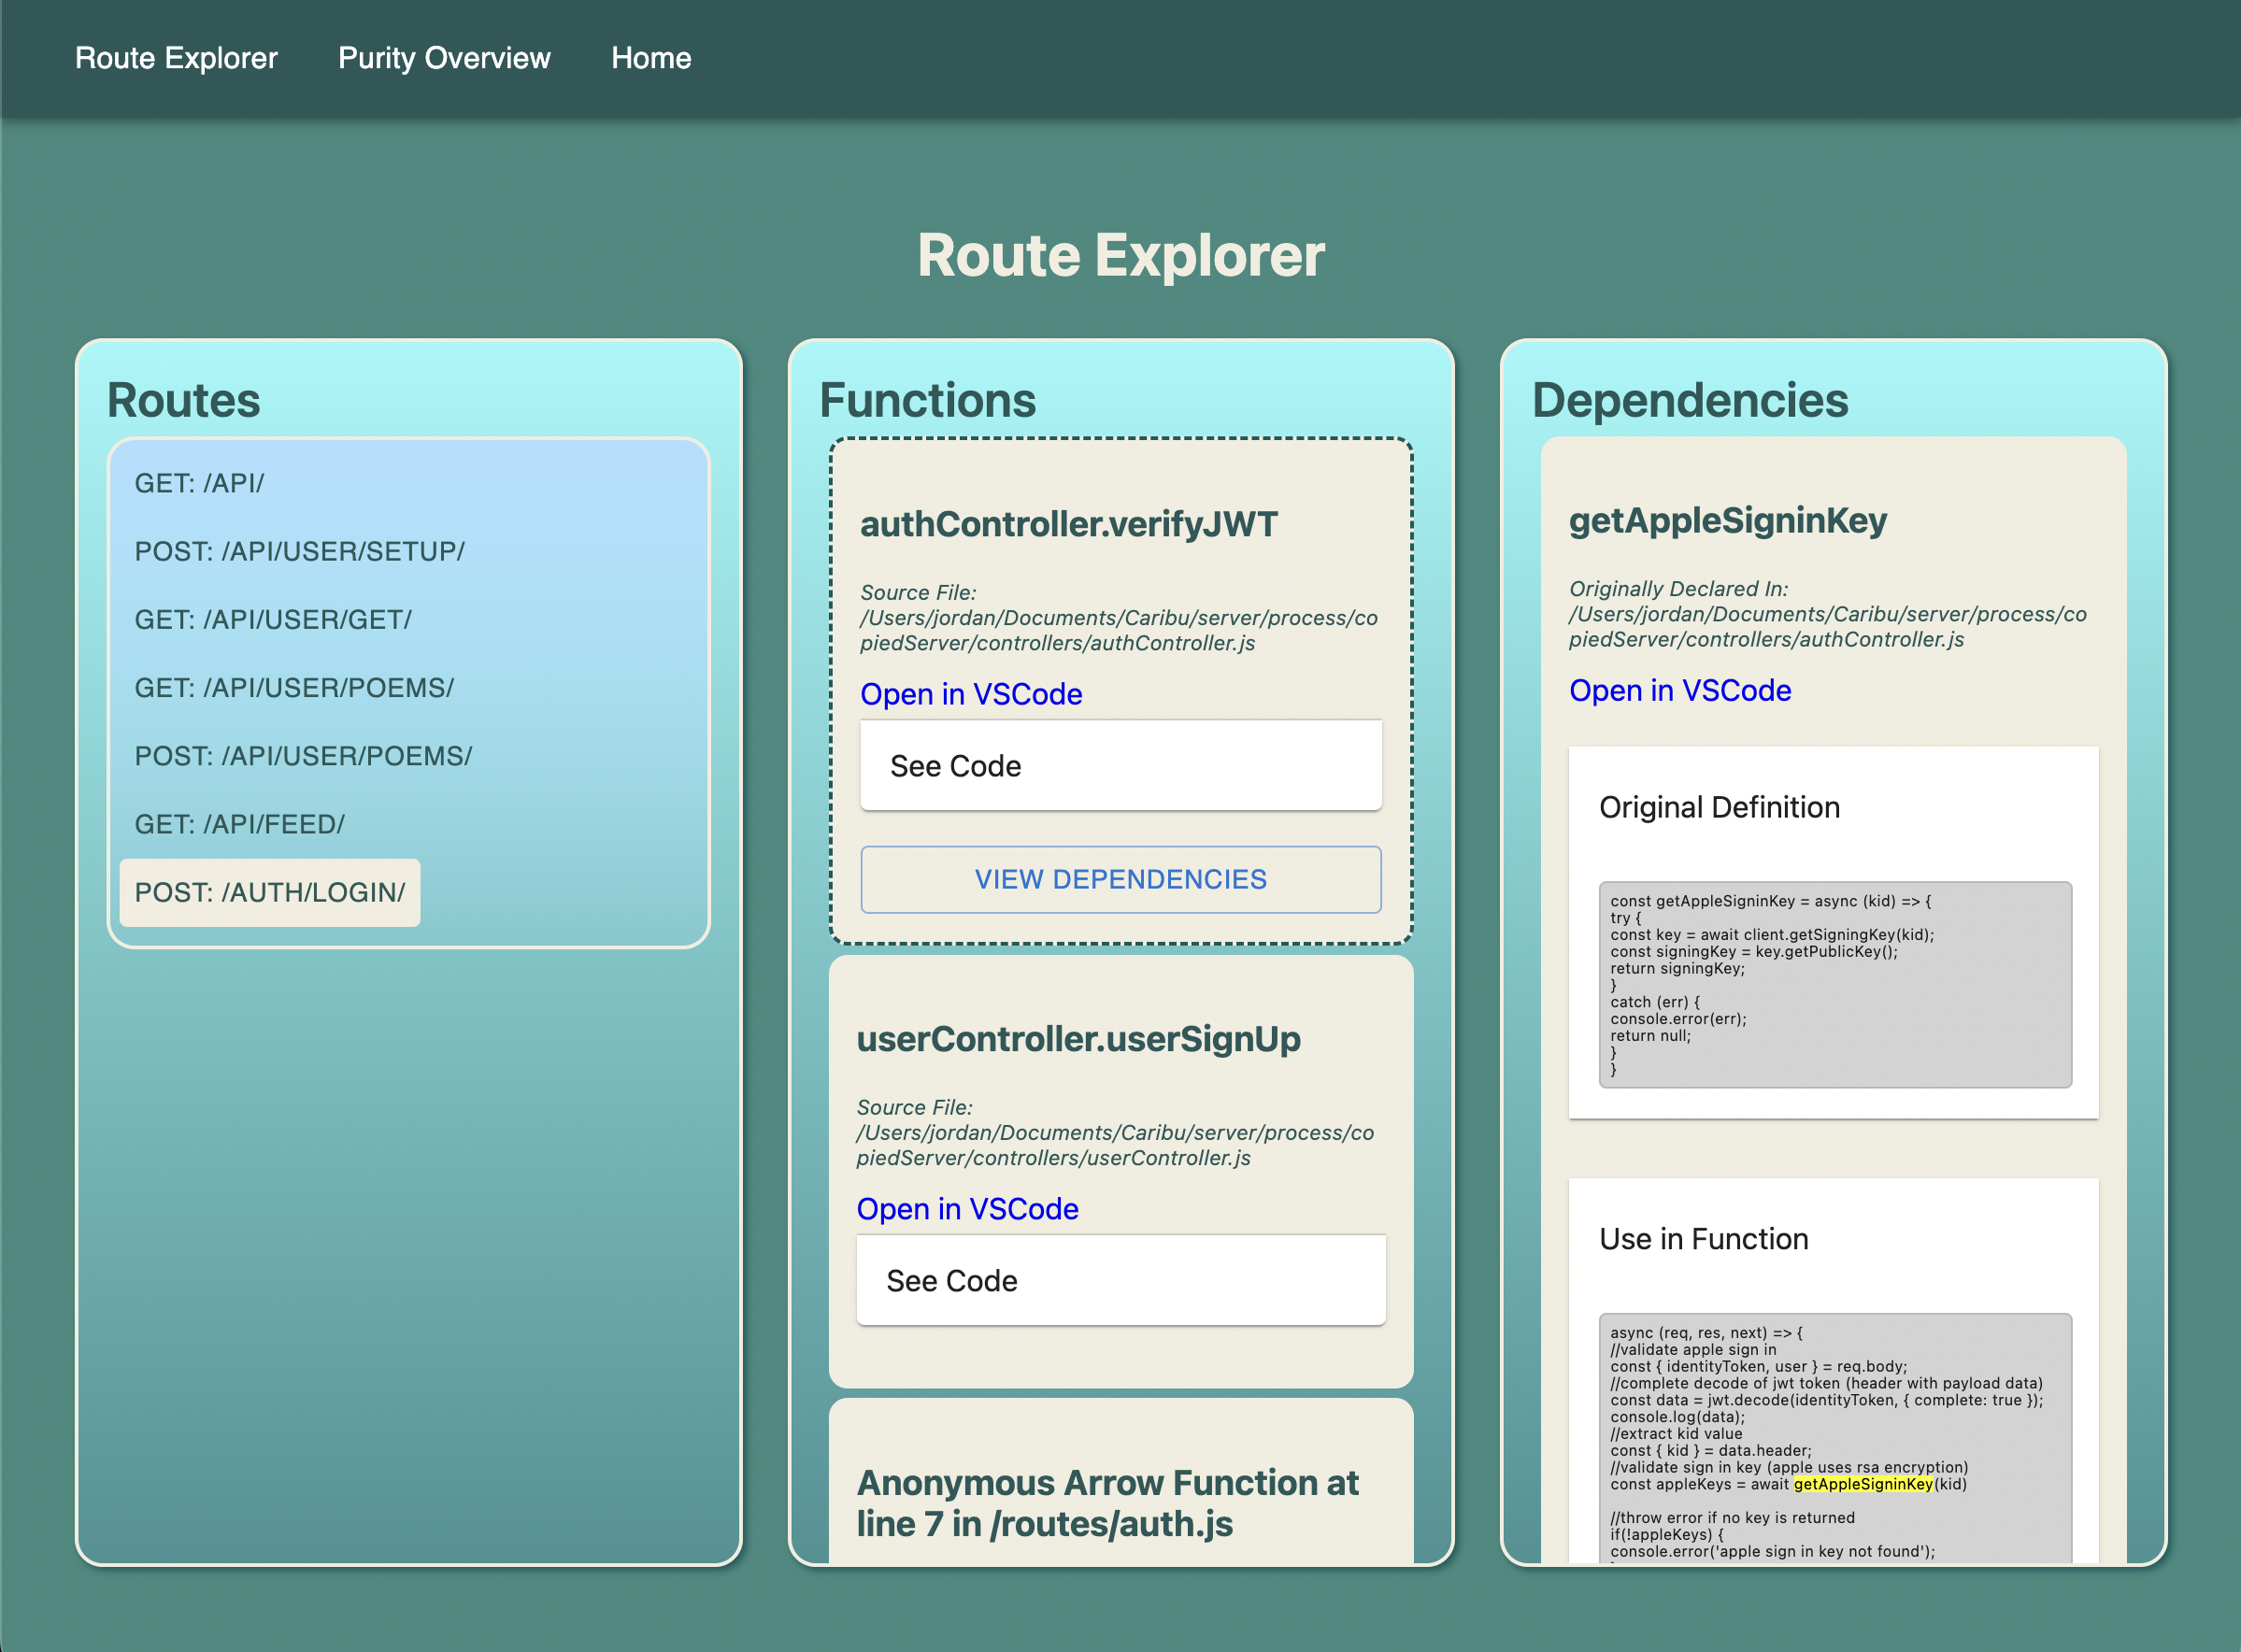 Route Explorer
Purity Overview
Home
Route Explorer
Routes
GET: /API/
POST: /API/USER/SETUP/
GET: /API/USER/GET/
GET: /API/USER/POEMS/
POST: /API/USER/POEMS/
GET: /API/FEED/
POST: /AUTH/LOGIN/
Functions
authController.verifyJWT
Source File:
/Users/jordan/Documents/Caribu/server/process/co
piedServer/controllers/authController.js
Open in VSCode
See Code
VIEW DEPENDENCIES
userController.userSignUp
Source File:
/Users/jordan/Documents/Caribu/server/process/co
piedServer/controllers/userController.js
Open in VSCode
See Code
Anonymous Arrow Function at
line 7 in /routes/auth.js
Dependencies
getAppleSigninKey
Originally Declared In:
/Users/jordan/Documents/Caribu/server/process/co
piedServer/controllers/authController.js
Open in VSCode
Original Definition
const getAppleSigninKey = async (kid) => {
try {
const key = await client.getSigningKey(kid);
const signingKey = key.getPublicKey();
return signingKey;
}
catch (err) {
console.error(err);
return null;
}
}
Use in Function
async (req, res, next) => {
//validate apple sign in
const { identityToken, user } = req.body;
//complete decode of jwt token (header with payload data)
const data = jwt.decode(identityToken, { complete: true });
console.log(data);
//extract kid value
const { kid } = data.header;
//validate sign in key (apple uses rsa encryption)
const appleKeys = await getAppleSigninKey(kid)
//throw error if no key is returned
if(!appleKeys) {
console.error('apple sign in key not found');